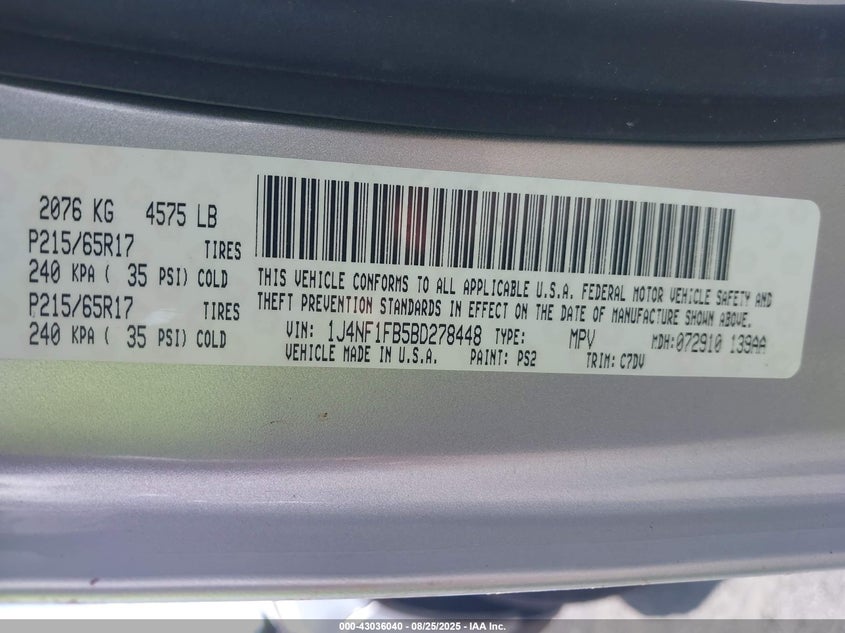 2076 KG 4575 LB
P215/65R17 TIRES
240 KPA ( 35 PSI) COLD
P215/65R17 TIRES
240 KPA ( 35 PSI) COLD
THIS VEHICLE CONFORMS TO ALL APPLICABLE U.S.A. FEDERAL MOTOR VEHICLE SAFETY AND
THEFT PREVENTION STANDARDS IN EFFECT ON THE DATE OF MANUFACTURE SHOWN ABOVE.
VIN: 1J4NF1FB5BD278448 TYPE: MPV MDH:072910 139AA
VEHICLE MADE IN U.S.A. PAINT: PS2 TRIM: C7DV
000-43036040 - 08/25/2025 - IAA Inc.